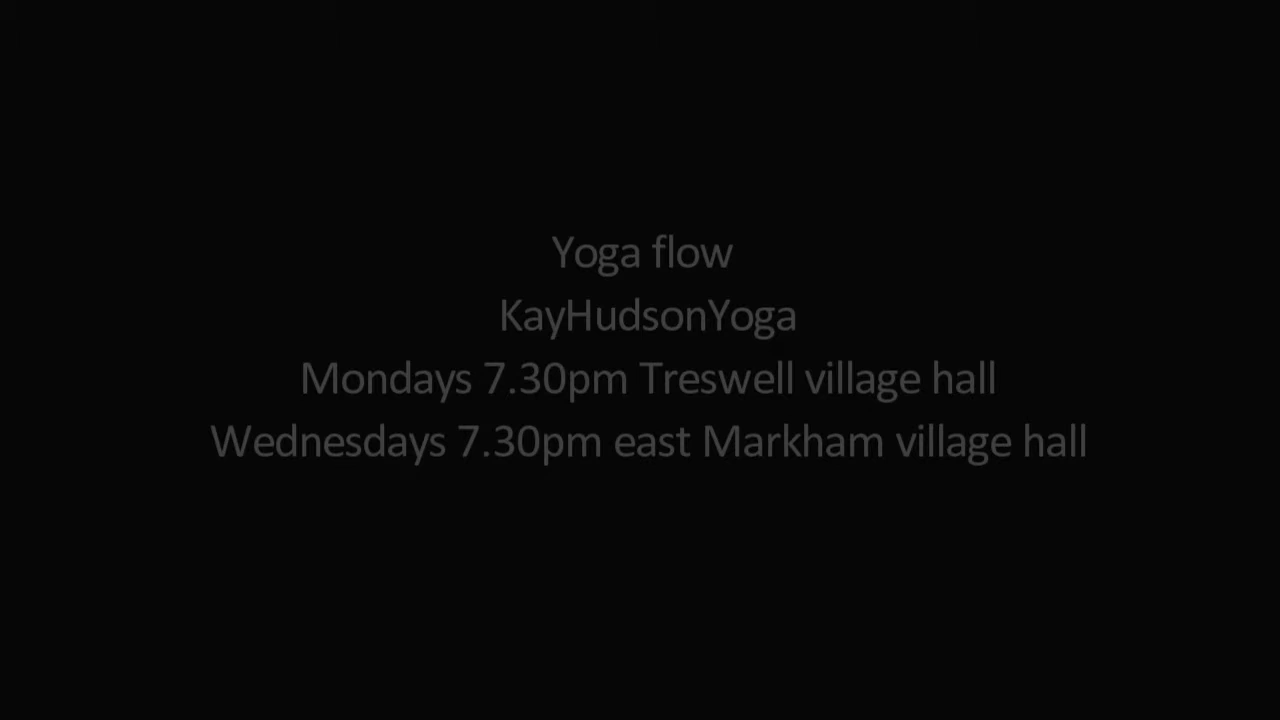 Yoga flow
KayHudsonYoga
Mondays 7.30pm Treswell village hall
Wednesdays 7.30pm east Markham village hall